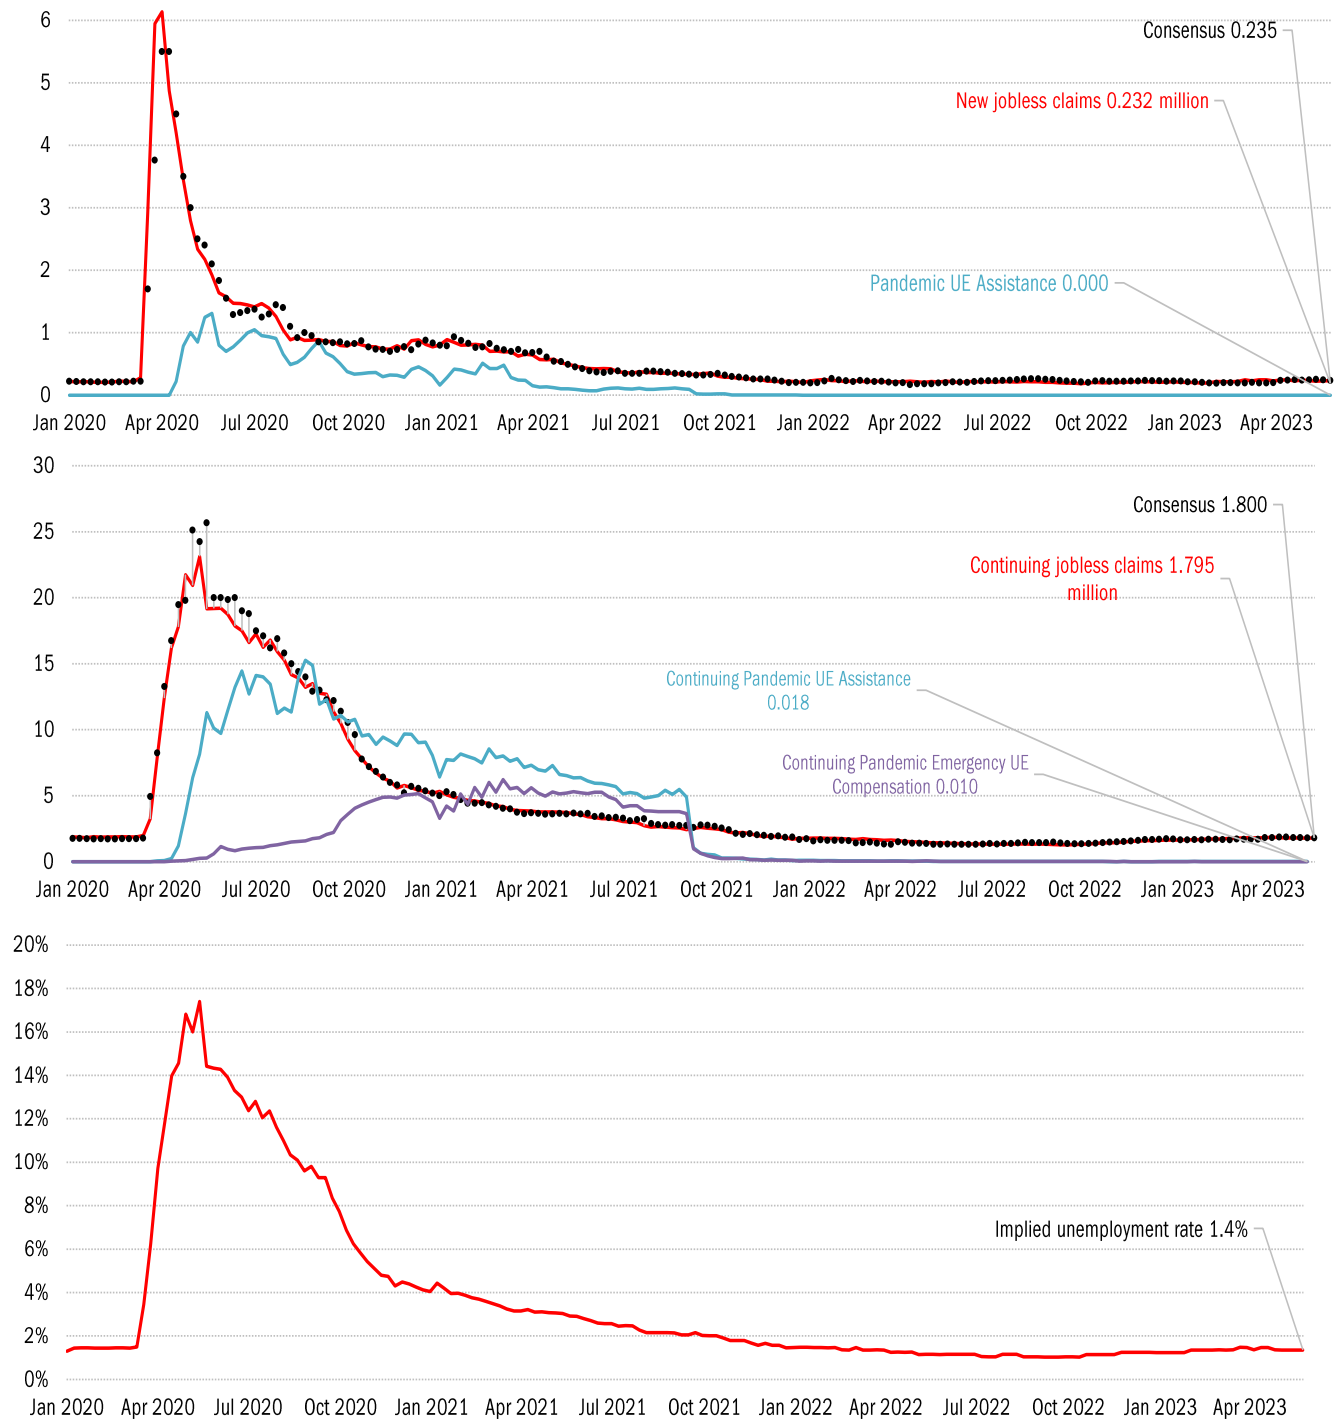 6
Consensus 0.235
5
New jobless claims 0.232 million
4
3
2
Pandemic UE Assistance 0.000
1
0
Jan 2020 Apr 2020 Jul 2020 Oct 2020 Jan 2021 Apr 2021 Jul 2021 Oct 2021 Jan 2022 Apr 2022 Jul 2022 Oct 2022 Jan 2023 Apr 2023
30
Consensus 1.800
25
Continuing jobless claims 1.795
million
20
15
Continuing Pandemic UE Assistance
0.018
10
Continuing Pandemic Emergency UE
Compensation 0.010
5
0
Jan 2020 Apr 2020 Jul 2020 Oct 2020 Jan 2021 Apr 2021 Jul 2021 Oct 2021 Jan 2022 Apr 2022 Jul 2022 Oct 2022 Jan 2023 Apr 2023
20%
18%
16%
14%
12%
10%
8%
Implied unemployment rate 1.4%
6%
4%
2%
0%
Jan 2020 Apr 2020 Jul 2020 Oct 2020 Jan 2021 Apr 2021 Jul 2021 Oct 2021 Jan 2022 Apr 2022 Jul 2022 Oct 2022 Jan 2023 Apr 2023